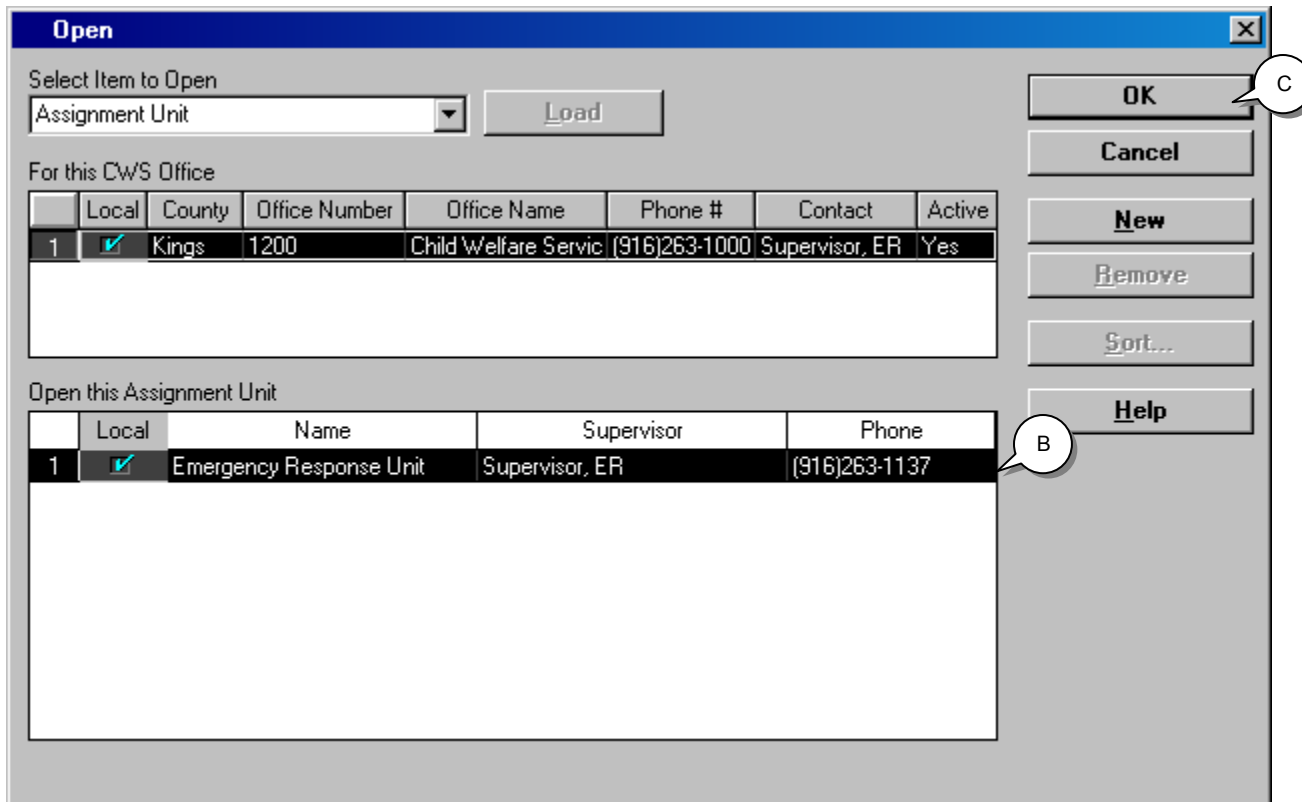 Open
Select Item to Open
Assignment Unit
Load
OK
C
Cancel
For this CWS Office
Local County Office Number Office Name Phone # Contact Active
1 Kings 1200 Child Welfare Servic (916)263-1000 Supervisor, ER Yes
New
Remove
Sort...
Open this Assignment Unit
Help
Local Name Supervisor Phone
B
1 Emergency Response Unit Supervisor, ER (916)263-1137